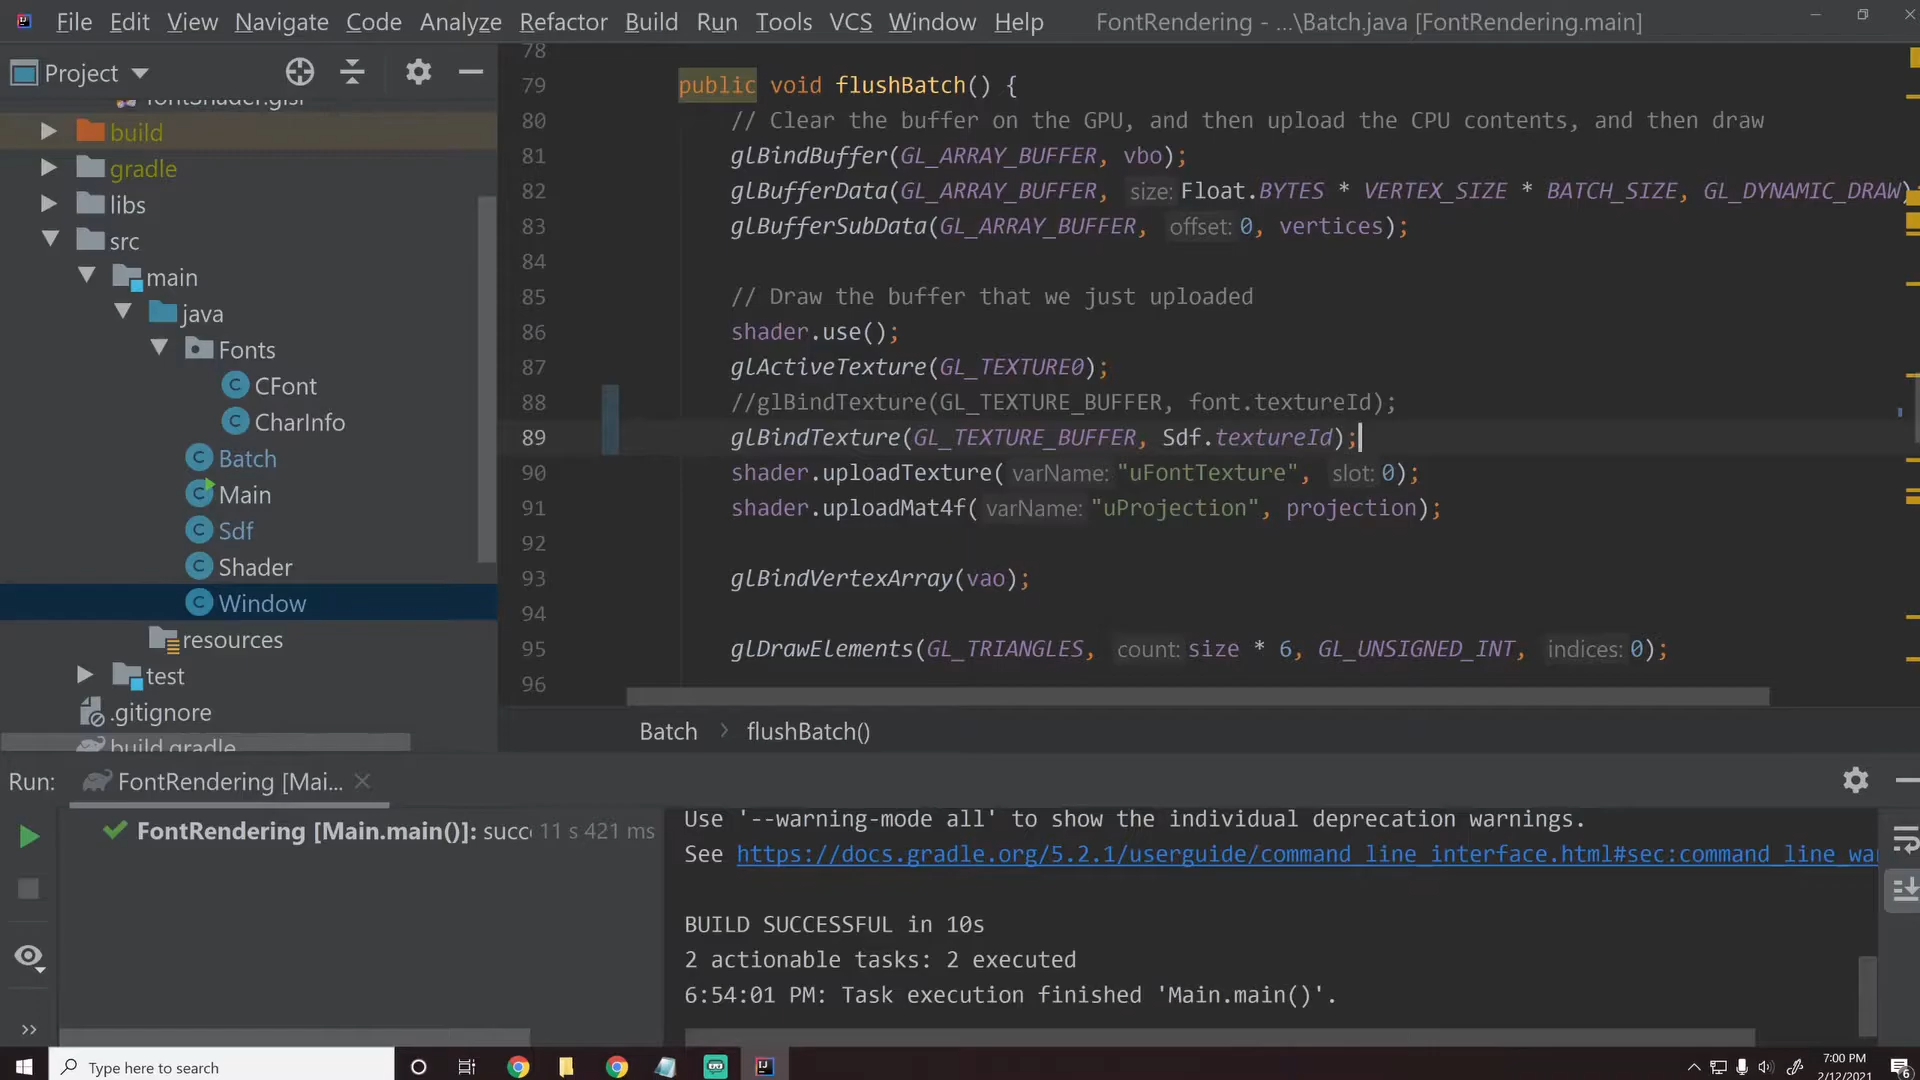 File Edit View Navigate Code Analyze Refactor Build Run Tools VCS Window Help FontRendering - ...\Batch.java [FontRendering.main]
Project
fontShader.glsl
build
gradle
libs
src
main
java
Fonts
CFont
CharInfo
Batch
Main
Sdf
Shader
Window
resources
test
.gitignore
build.gradle
78
79 public void flushBatch() {
80 // Clear the buffer on the GPU, and then upload the CPU contents, and then draw
81 glBindBuffer(GL_ARRAY_BUFFER, vbo);
82 glBufferData(GL_ARRAY_BUFFER, size: Float.BYTES * VERTEX_SIZE * BATCH_SIZE, GL_DYNAMIC_DRAW)
83 glBufferSubData(GL_ARRAY_BUFFER, offset: 0, vertices);
84
85 // Draw the buffer that we just uploaded
86 shader.use();
87 glActiveTexture(GL_TEXTURE0);
88 //glBindTexture(GL_TEXTURE_BUFFER, font.textureId);
89 glBindTexture(GL_TEXTURE_BUFFER, Sdf.textureId);
90 shader.uploadTexture( varName: "uFontTexture", slot: 0);
91 shader.uploadMat4f( varName: "uProjection", projection);
92
93 glBindVertexArray(vao);
94
95 glDrawElements(GL_TRIANGLES, count: size * 6, GL_UNSIGNED_INT, indices: 0);
96
Batch > flushBatch()
Run: FontRendering [Mai...
FontRendering [Main.main()]: succ 11 s 421 ms
Use '--warning-mode all' to show the individual deprecation warnings.
See https://docs.gradle.org/5.2.1/userguide/command_line_interface.html#sec:command_line_wa
BUILD SUCCESSFUL in 10s
2 actionable tasks: 2 executed
6:54:01 PM: Task execution finished 'Main.main()'.
Type here to search
7:00 PM
2/12/2021
6